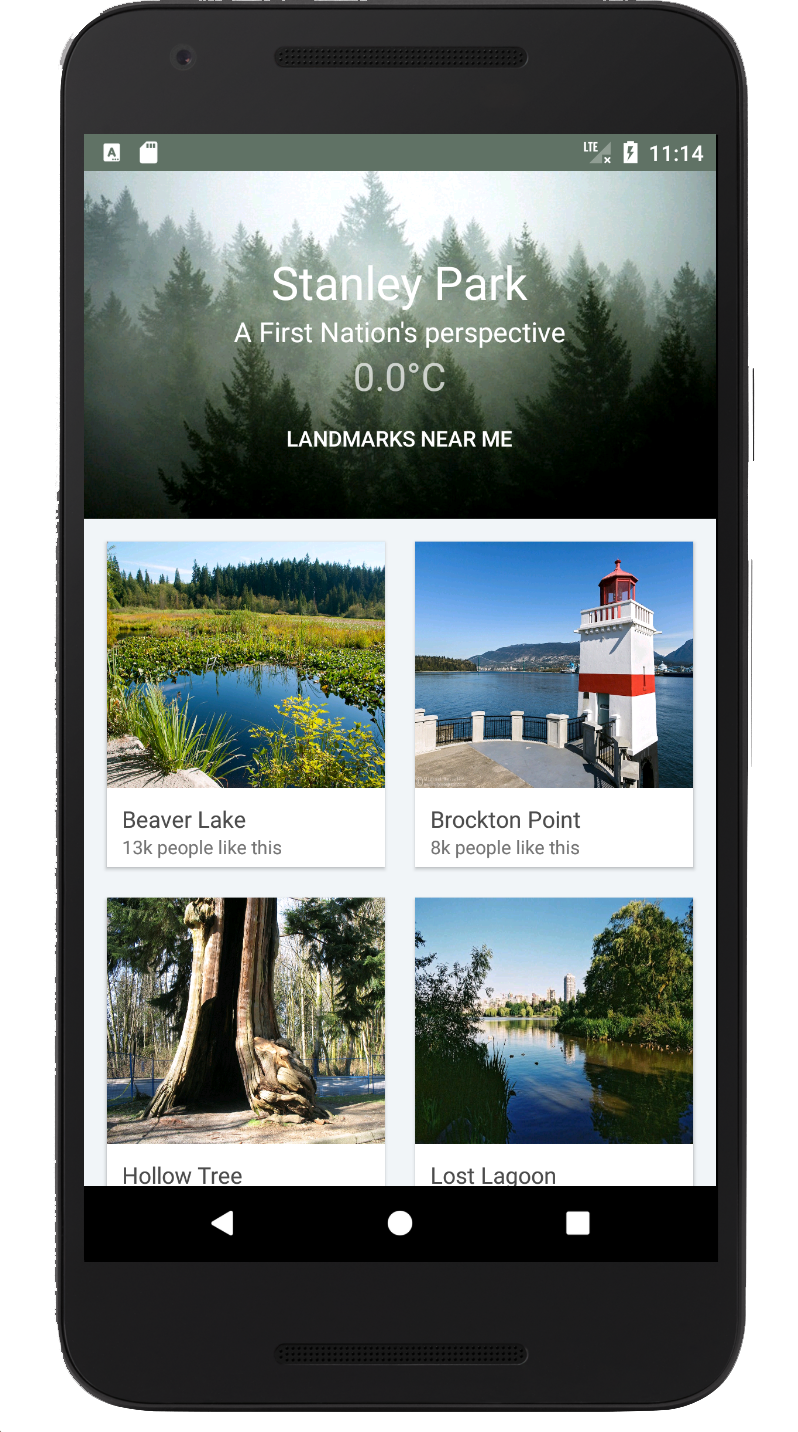 LTE
11:14
Stanley Park
A First Nation's perspective
0.0°C
LANDMARKS NEAR ME
Beaver Lake
13k people like this
Brockton Point
8k people like this
Hollow Tree
Lost Lagoon